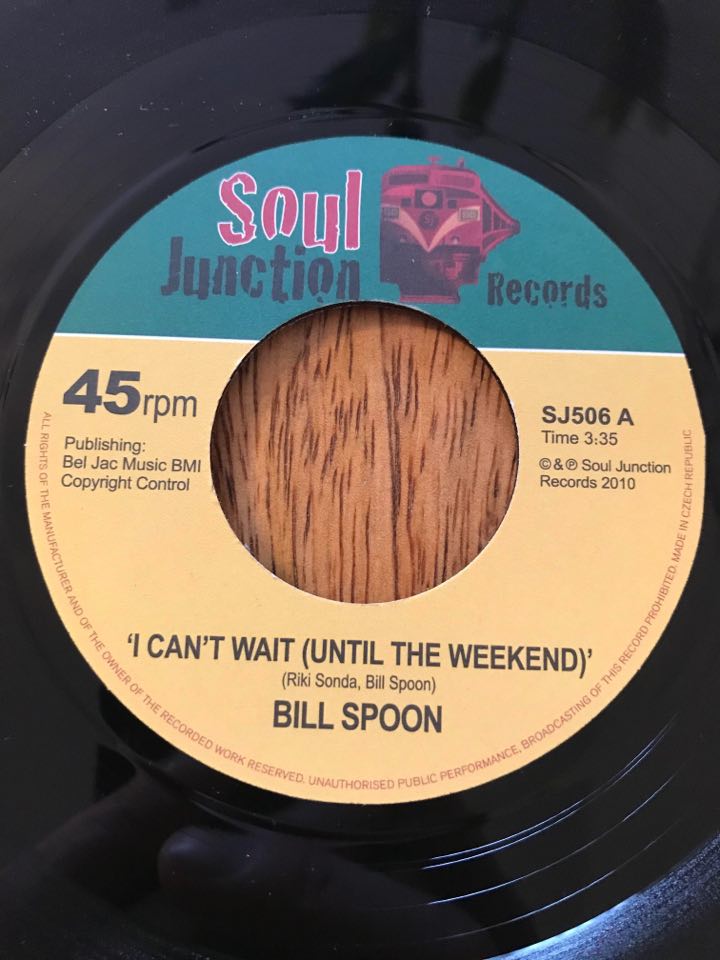 Soul
Junction
Records
45rpm
Publishing:
Bel Jac Music BMI
Copyright Control
SJ506 A
Time 3:35
© & ℗ Soul Junction
Records 2010
'I CAN'T WAIT (UNTIL THE WEEKEND)'
(Riki Sonda, Bill Spoon)
BILL SPOON
ALL RIGHTS OF THE MANUFACTURER AND OF THE OWNER OF THE RECORDED WORK RESERVED. UNAUTHORISED PUBLIC PERFORMANCE, BROADCASTING OF THIS RECORD PROHIBITED. MADE IN CZECH REPUBLIC